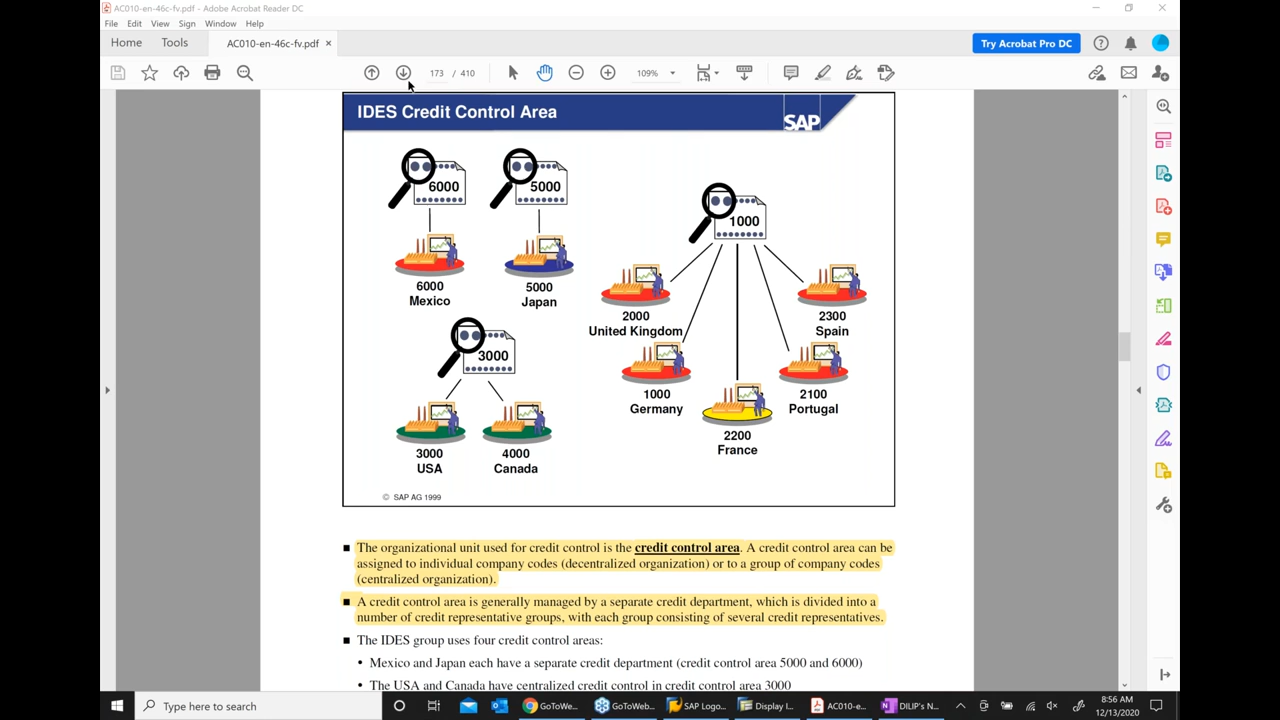 AC010-en-46c-fv.pdf - Adobe Acrobat Reader DC
File Edit View Sign Window Help
Home Tools AC010-en-46c-fv.pdf × Try Acrobat Pro DC
173 / 410 109%
IDES Credit Control Area
SAP
6000
5000
1000
6000
Mexico
5000
Japan
2000
United Kingdom
2300
Spain
3000
1000
Germany
2100
Portugal
2200
France
3000
USA
4000
Canada
© SAP AG 1999
■ The organizational unit used for credit control is the credit control area. A credit control area can be
assigned to individual company codes (decentralized organization) or to a group of company codes
(centralized organization).
■ A credit control area is generally managed by a separate credit department, which is divided into a
number of credit representative groups, with each group consisting of several credit representatives.
■ The IDES group uses four credit control areas:
• Mexico and Japan each have a separate credit department (credit control area 5000 and 6000)
• The USA and Canada have centralized credit control in credit control area 3000
Type here to search
GoToWe...
GoToWeb...
SAP Logo...
Display I...
AC010-e...
DILIP's N...
8:56 AM
12/13/2020